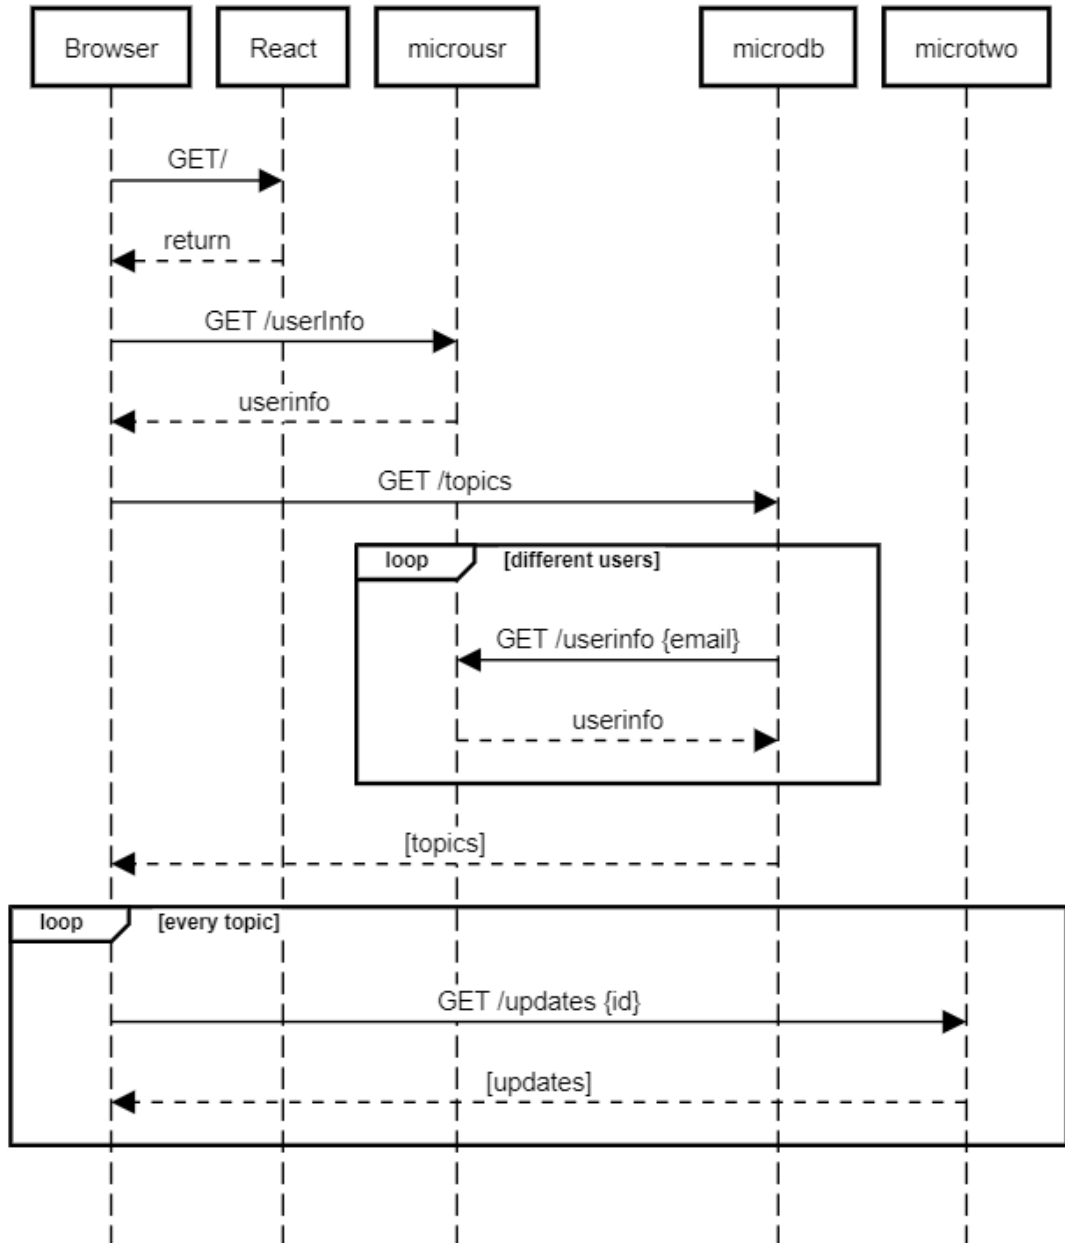 Browser
React
microusr
microdb
microtwo
GET/
return
GET /userInfo
userinfo
GET /topics
loop [different users]
GET /userinfo {email}
userinfo
[topics]
loop [every topic]
GET /updates {id}
[updates]